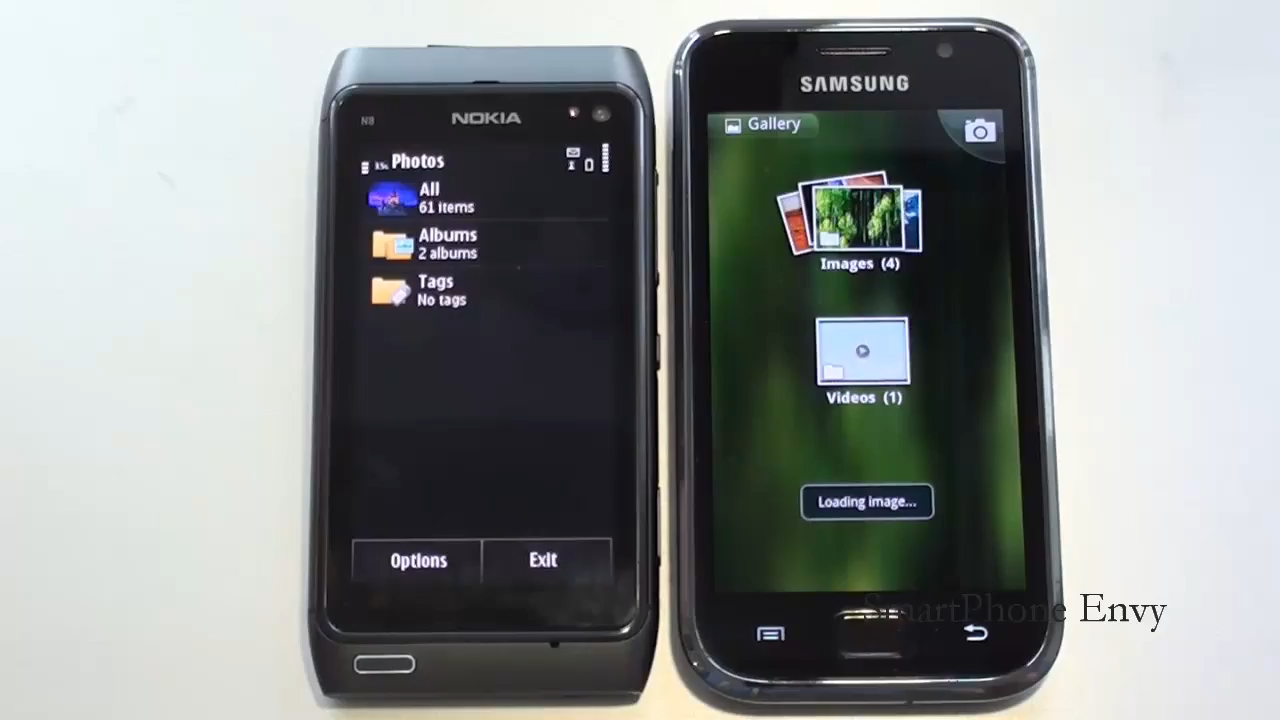 N8
NOKIA
Photos
All
61 items
Albums
2 albums
Tags
No tags
Options
Exit
SAMSUNG
Gallery
Images (4)
Videos (1)
Loading image...
SmartPhone Envy